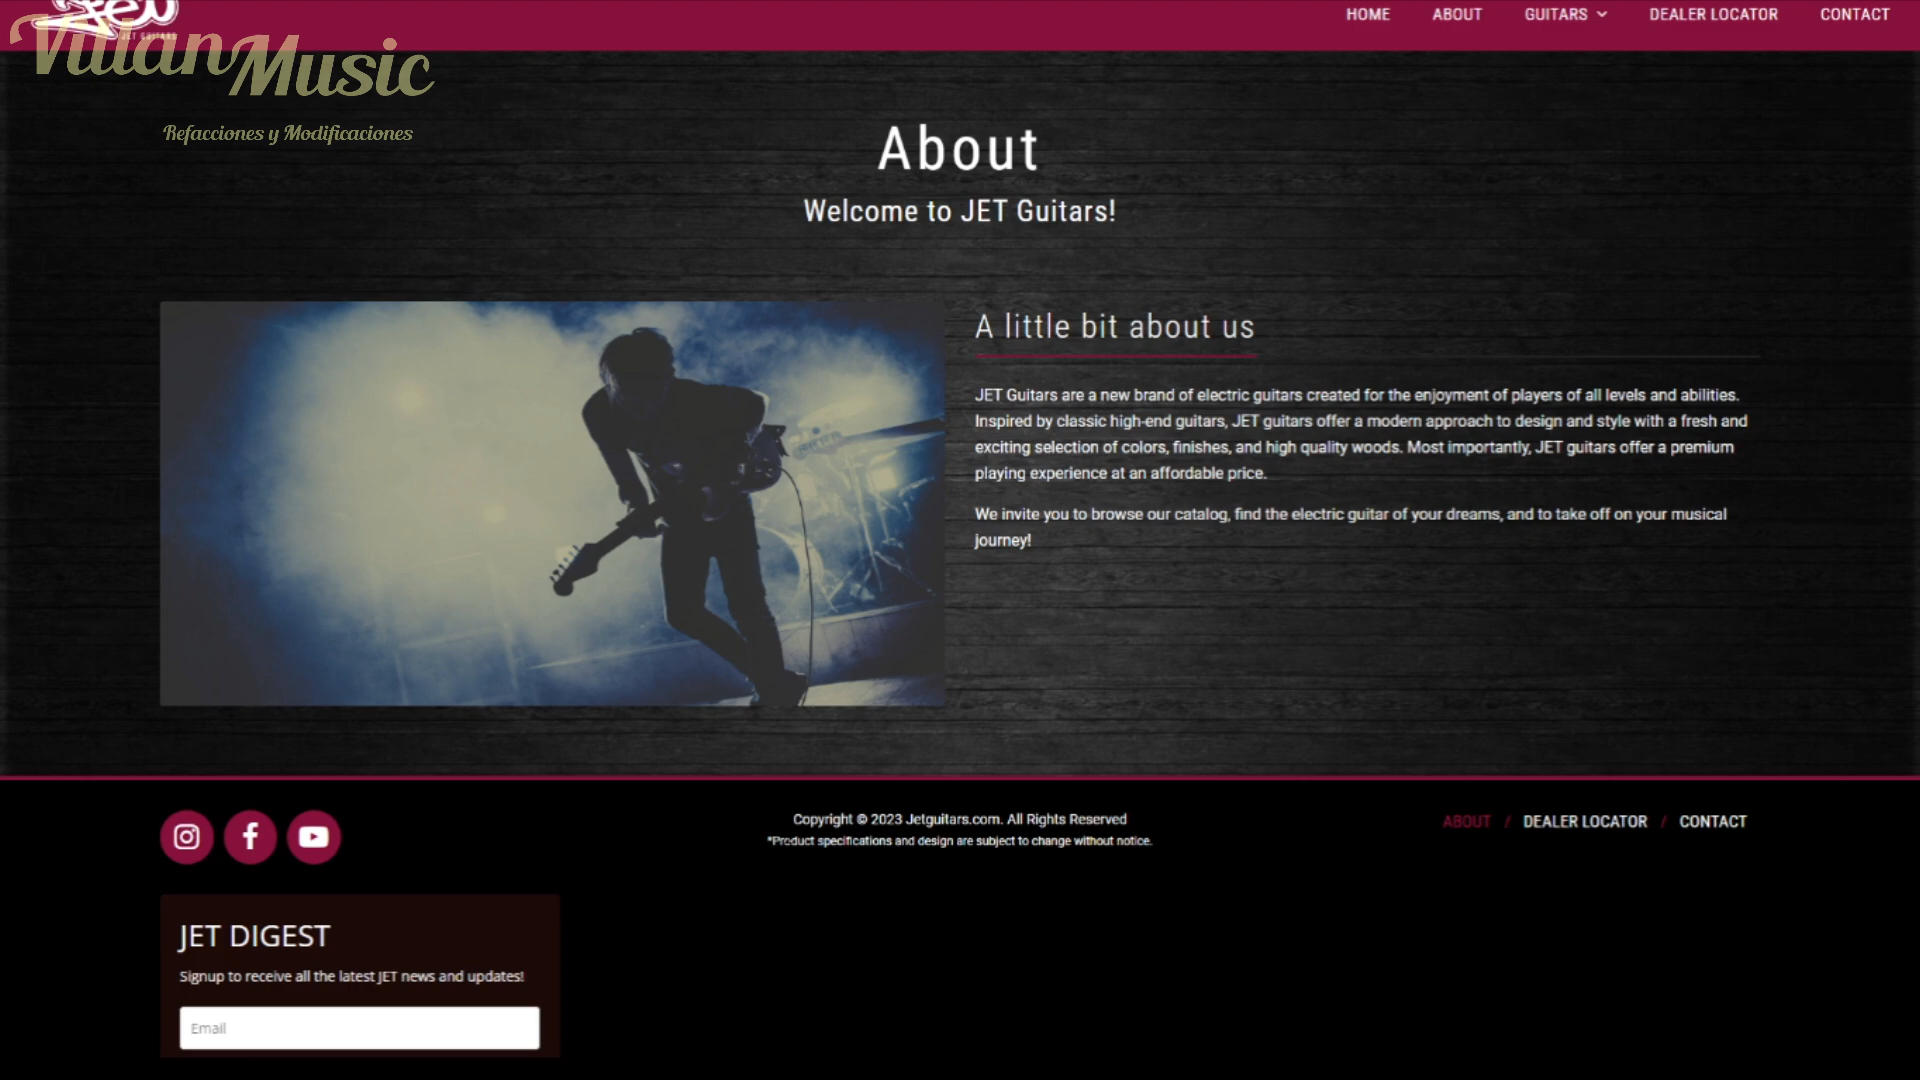 Jet
JET GUITARS
HOME ABOUT GUITARS DEALER LOCATOR CONTACT
Villan Music
Refacciones y Modificaciones
About
Welcome to JET Guitars!
A little bit about us
JET Guitars are a new brand of electric guitars created for the enjoyment of players of all levels and abilities.
Inspired by classic high-end guitars, JET guitars offer a modern approach to design and style with a fresh and
exciting selection of colors, finishes, and high quality woods. Most importantly, JET guitars offer a premium
playing experience at an affordable price.
We invite you to browse our catalog, find the electric guitar of your dreams, and to take off on your musical
journey!
Copyright © 2023 Jetguitars.com. All Rights Reserved
*Product specifications and design are subject to change without notice.
ABOUT / DEALER LOCATOR / CONTACT
JET DIGEST
Signup to receive all the latest JET news and updates!
Email